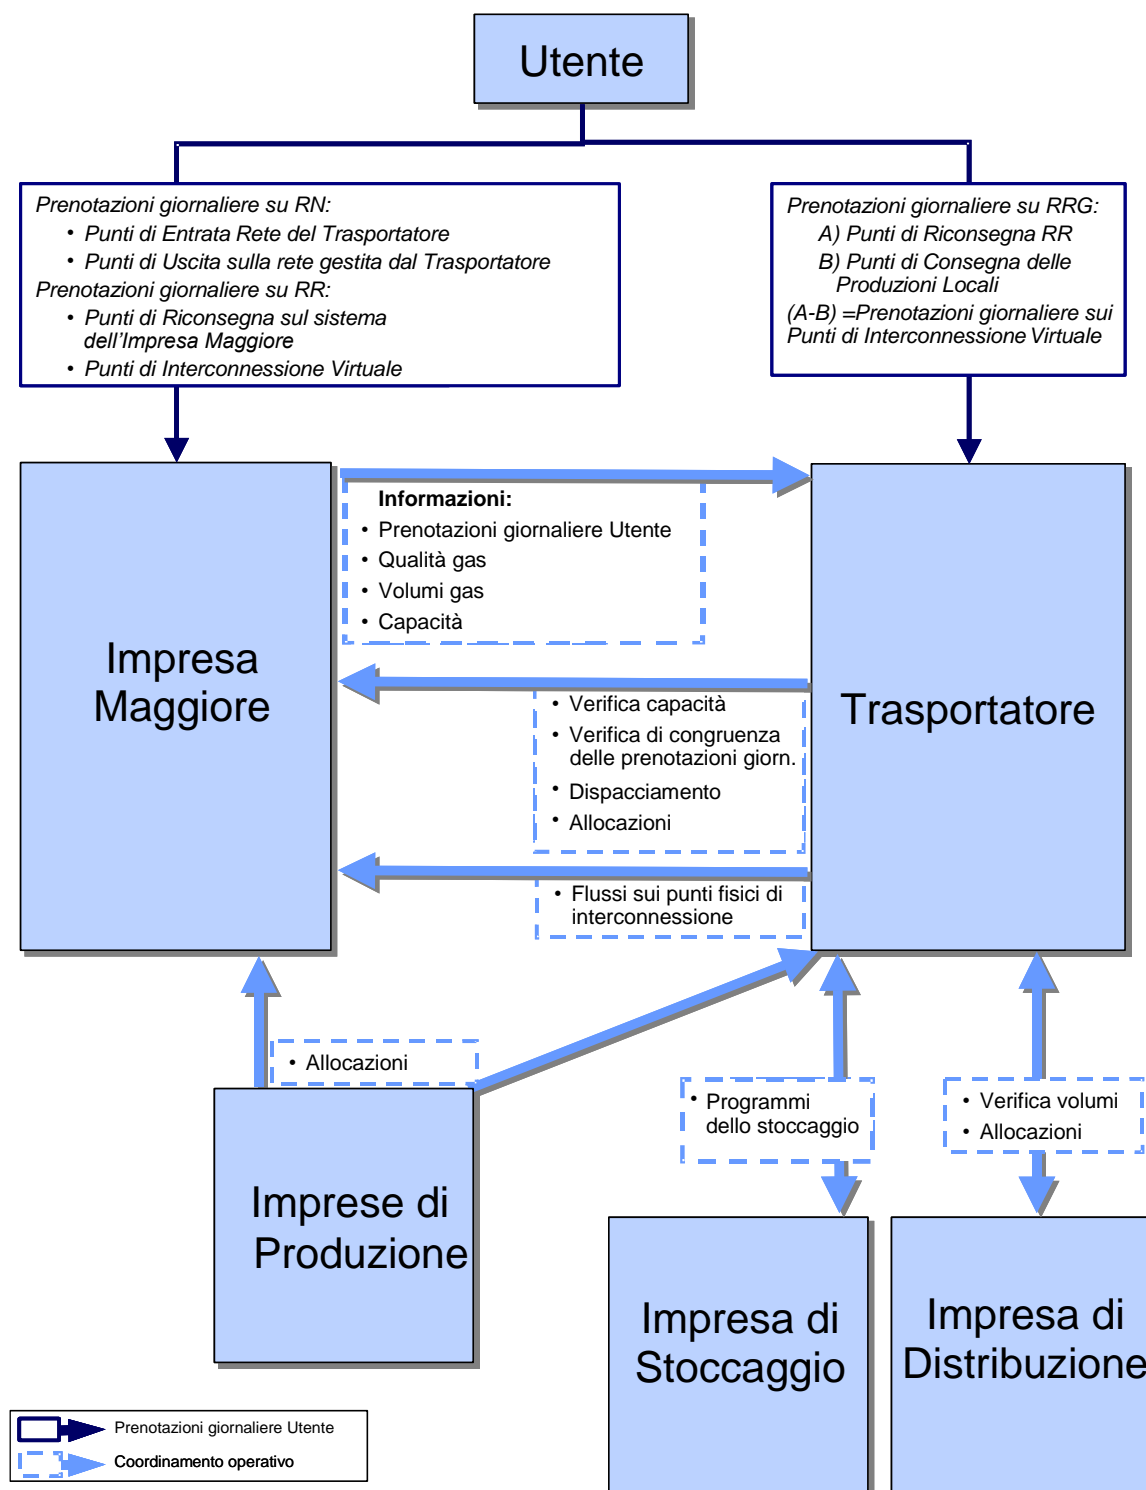 Utente
Prenotazioni giornaliere su RN:
• Punti di Entrata Rete del Trasportatore
• Punti di Uscita sulla rete gestita dal Trasportatore
Prenotazioni giornaliere su RR:
• Punti di Riconsegna sul sistema
dell'Impresa Maggiore
• Punti di Interconnessione Virtuale
Prenotazioni giornaliere su RRG:
A) Punti di Riconsegna RR
B) Punti di Consegna delle
Produzioni Locali
(A-B) =Prenotazioni giornaliere sui
Punti di Interconnessione Virtuale
Informazioni:
• Prenotazioni giornaliere Utente
• Qualità gas
• Volumi gas
• Capacità
Impresa
Maggiore
Trasportatore
• Verifica capacità
• Verifica di congruenza
delle prenotazioni giorn.
• Dispacciamento
• Allocazioni
• Flussi sui punti fisici di
interconnessione
• Allocazioni
• Programmi
dello stoccaggio
• Verifica volumi
• Allocazioni
Imprese di
Produzione
Impresa di
Stoccaggio
Impresa di
Distribuzione
Prenotazioni giornaliere Utente
Coordinamento operativo